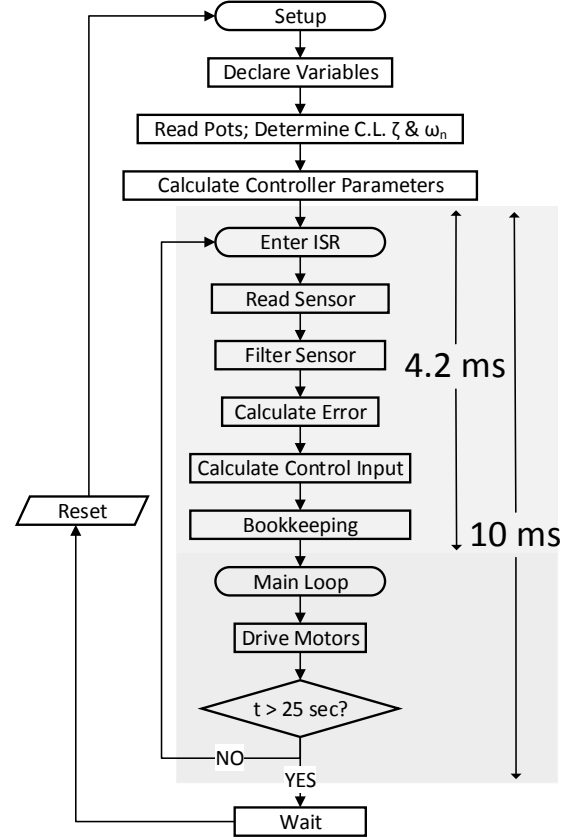 Setup
Declare Variables
Read Pots; Determine C.L. ζ & ωn
Calculate Controller Parameters
Enter ISR
Read Sensor
Filter Sensor
4.2 ms
Calculate Error
Calculate Control Input
Reset
Bookkeeping
10 ms
Main Loop
Drive Motors
t > 25 sec?
NO
YES
Wait